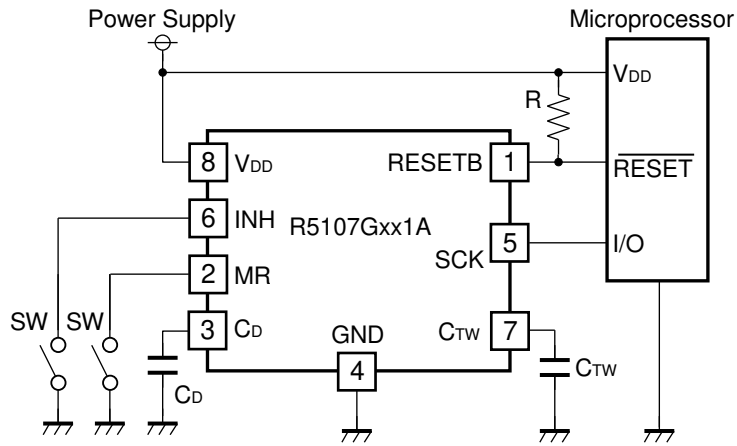 Power Supply
Microprocessor
VDD
R
8
VDD
RESETB
1
RESET
6
INH
R5107Gxx1A
5
SCK
I/O
2
MR
SW
SW
3
CD
GND
CTW
7
4
CD
CTW